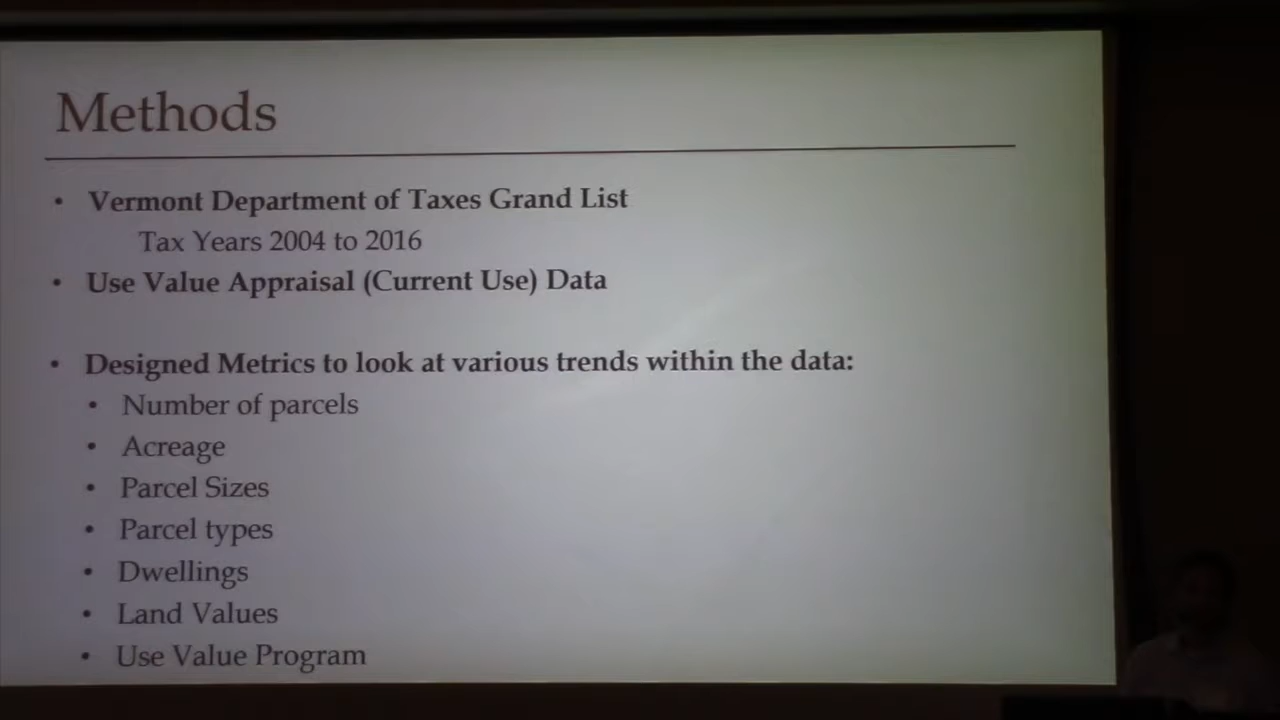 Methods
• Vermont Department of Taxes Grand List
Tax Years 2004 to 2016
• Use Value Appraisal (Current Use) Data
• Designed Metrics to look at various trends within the data:
• Number of parcels
• Acreage
• Parcel Sizes
• Parcel types
• Dwellings
• Land Values
• Use Value Program